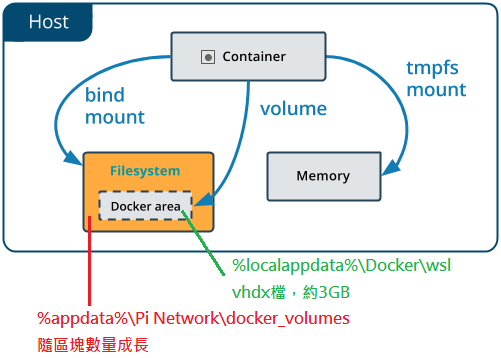 Host
Container
bind
mount
volume
tmpfs
mount
Filesystem
Docker area
Memory
%localappdata%\Docker\wsl
vhdx檔，約3GB
%appdata%\Pi Network\docker_volumes
隨區塊數量成長